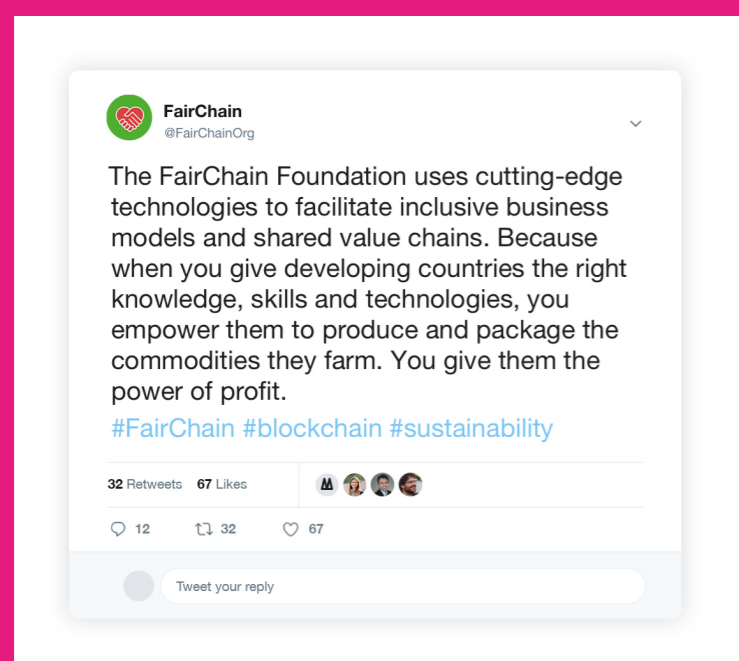 FairChain
@FairChainOrg
The FairChain Foundation uses cutting-edge
technologies to facilitate inclusive business
models and shared value chains. Because
when you give developing countries the right
knowledge, skills and technologies, you
empower them to produce and package the
commodities they farm. You give them the
power of profit.
#FairChain #blockchain #sustainability
32 Retweets 67 Likes
12 32 67
Tweet your reply